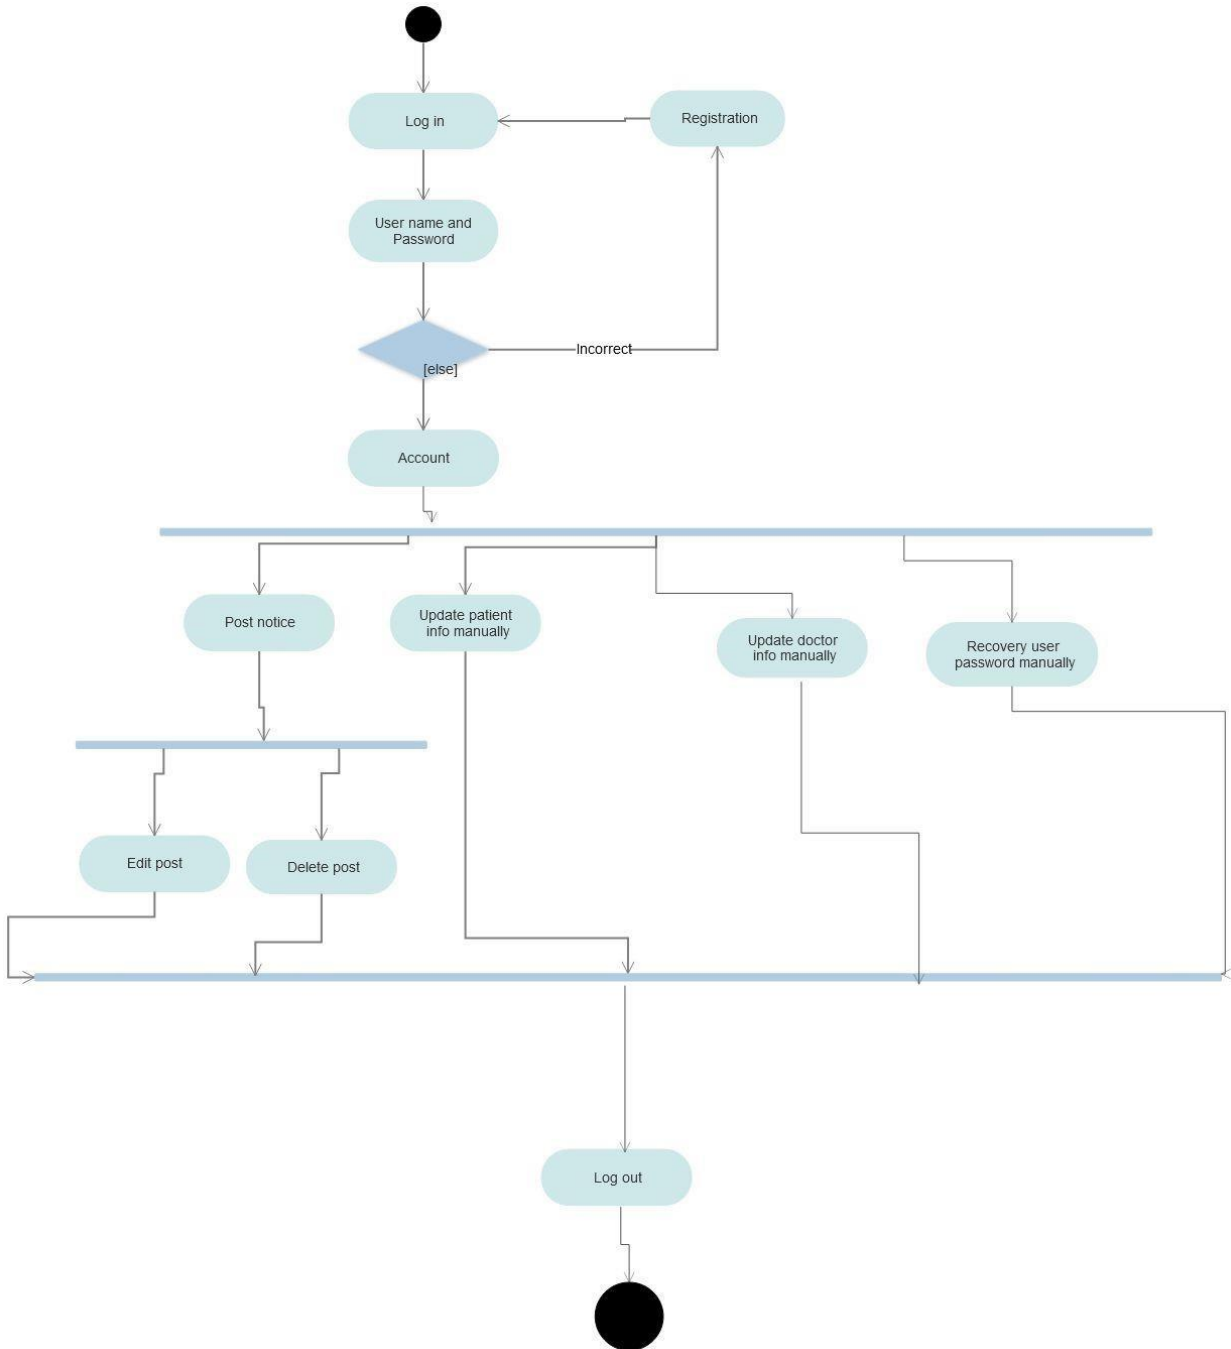 Log in
Registration
User name and
Password
Incorrect
[else]
Account
Post notice
Update patient
info manually
Update doctor
info manually
Recovery user
password manually
Edit post
Delete post
Log out